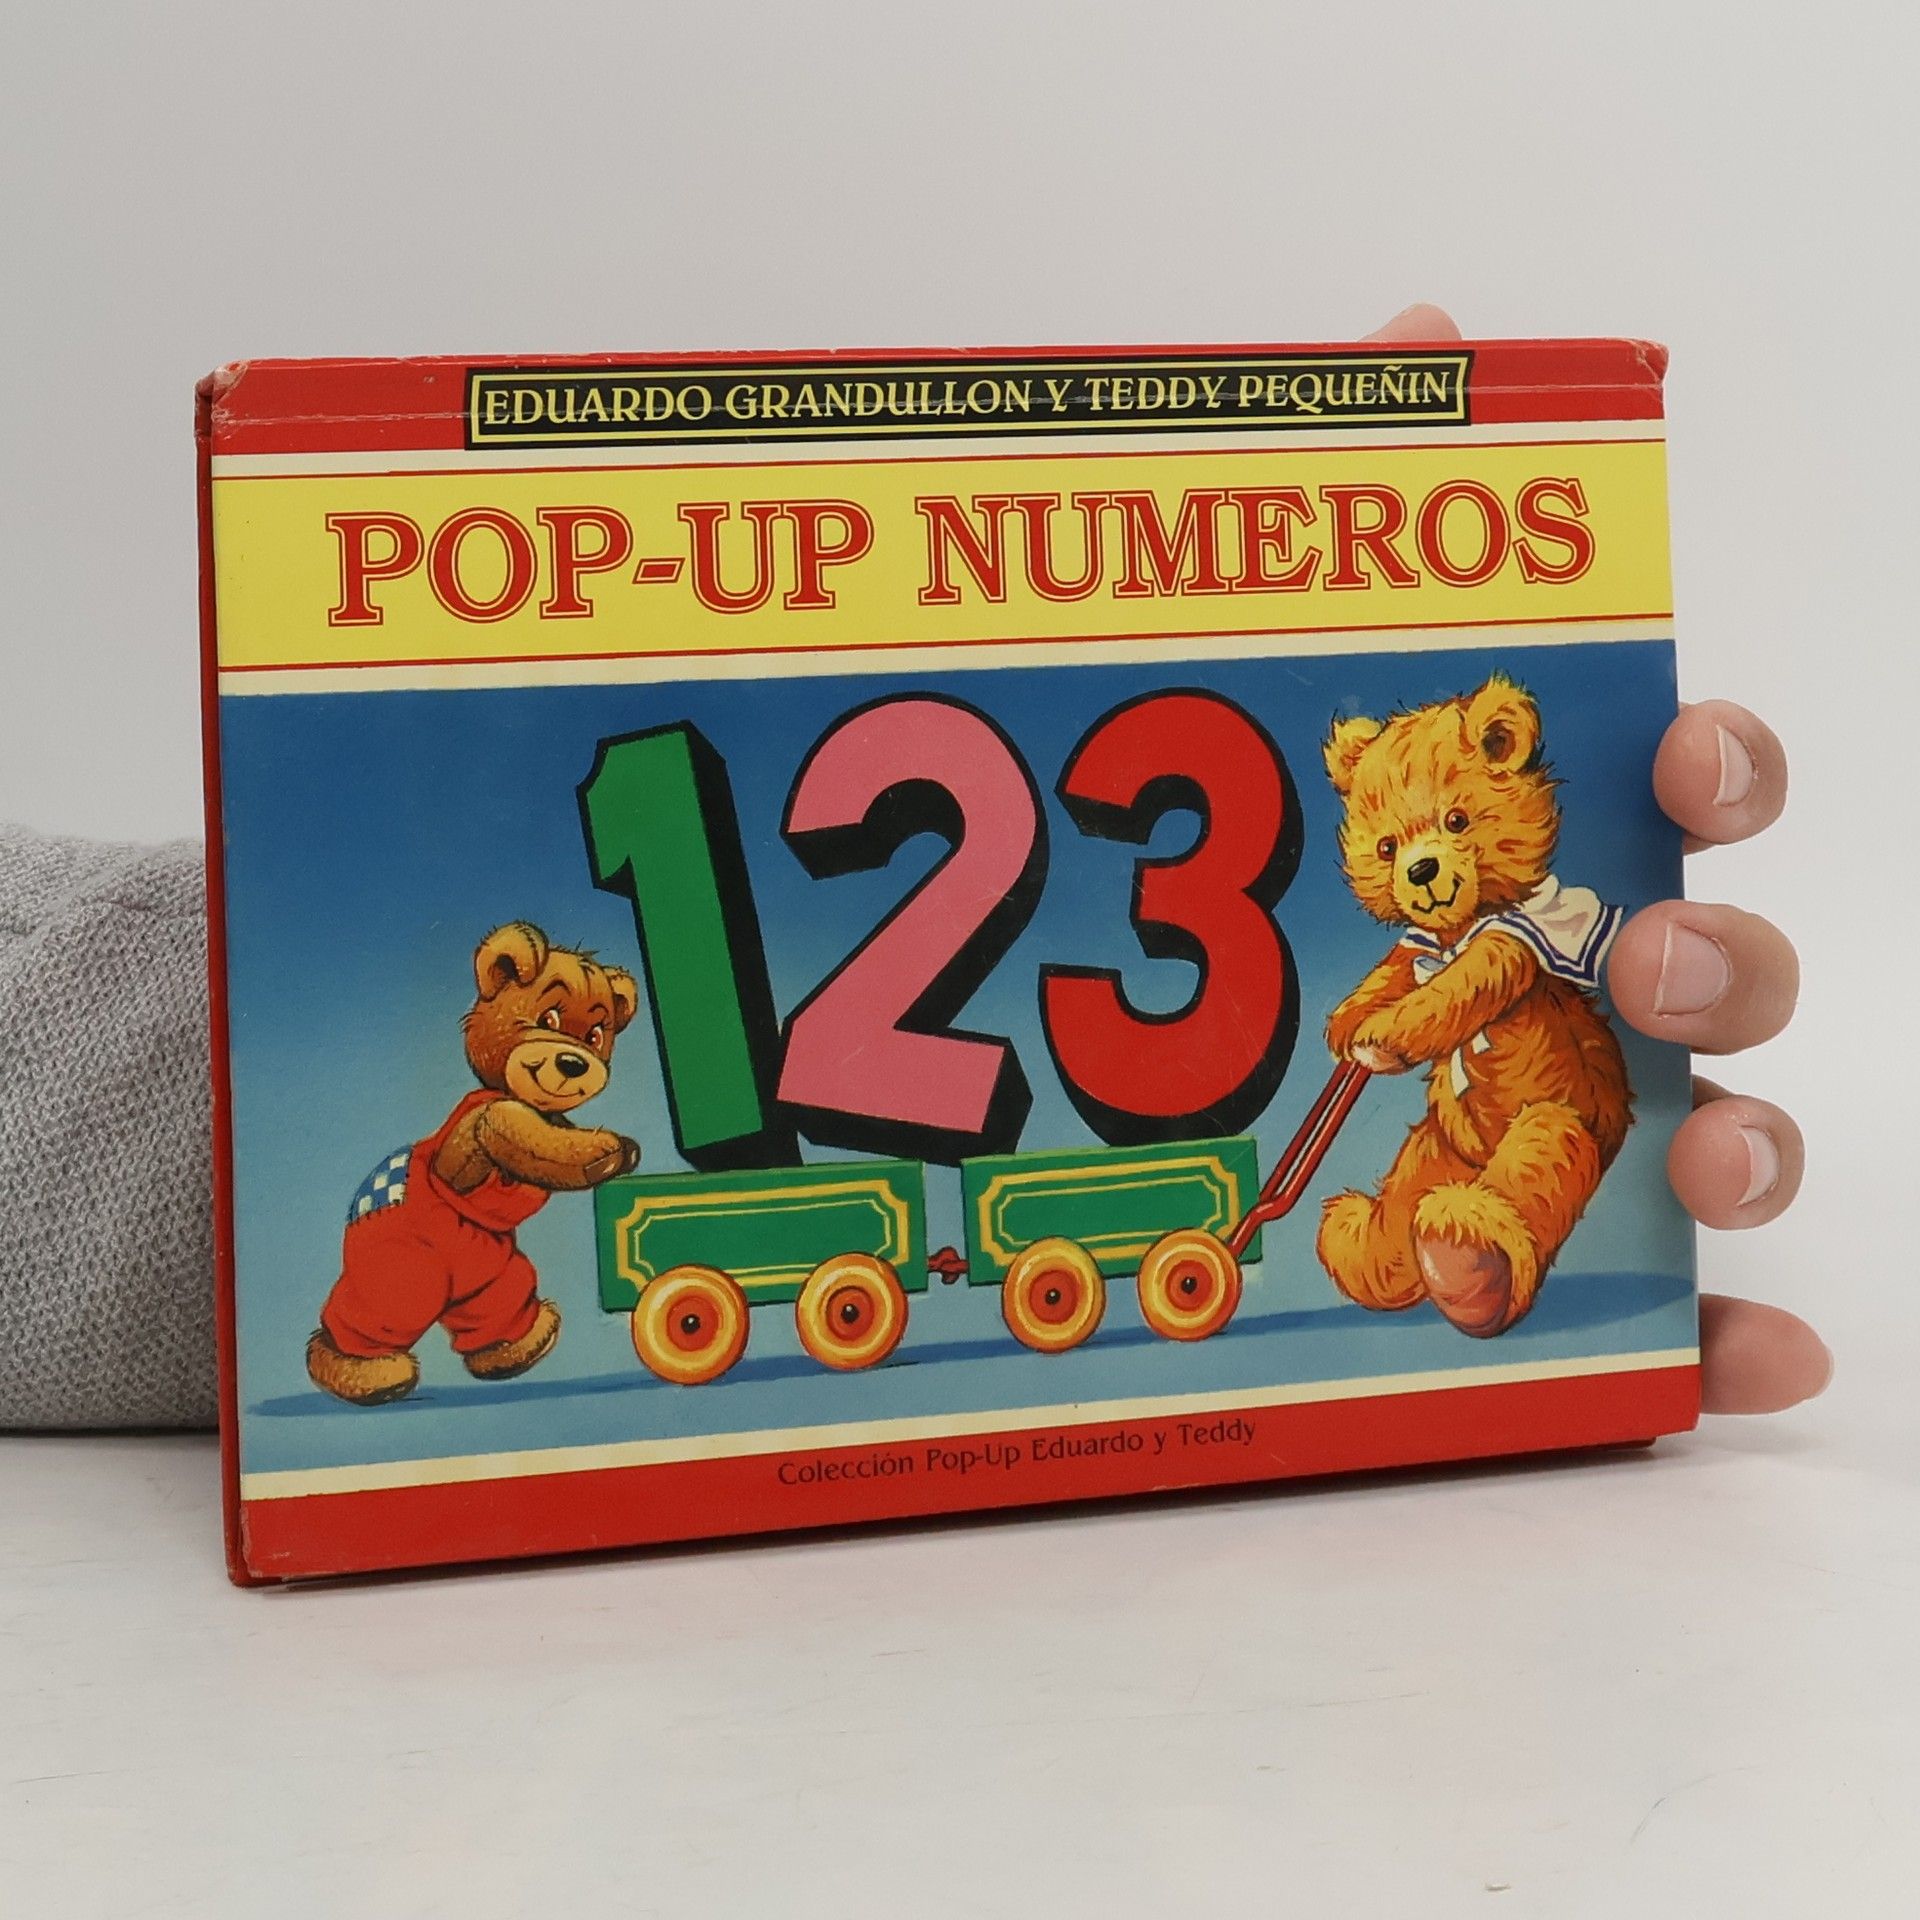 EDUARDO GRANDULLON Y TEDDY PEQUEÑIN
POP-UP NUMEROS
123
Colección Pop-Up Eduardo y Teddy